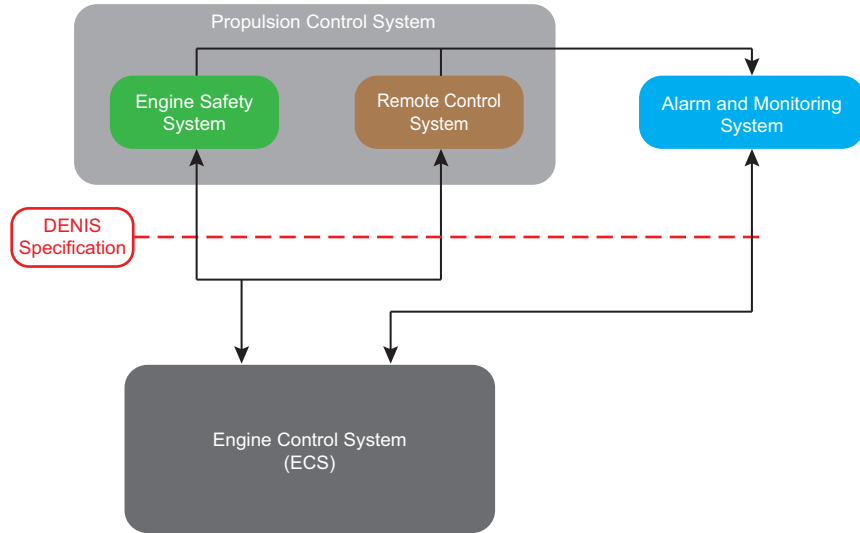 Propulsion Control System
Engine Safety
System
Remote Control
System
Alarm and Monitoring
System
DENIS
Specification
Engine Control System
(ECS)